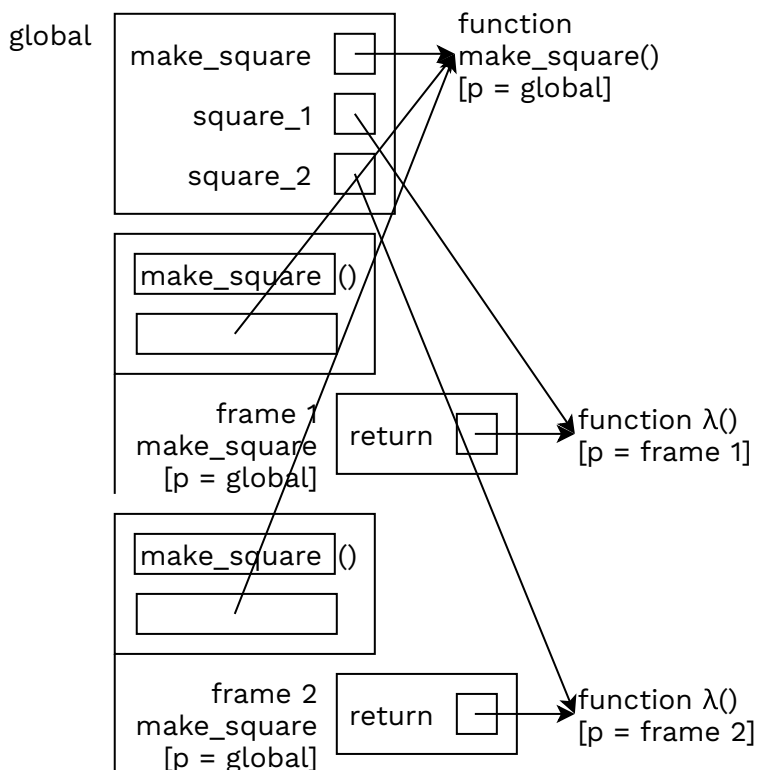 global
make_square
square_1
square_2
function
make_square()
[p = global]
make_square ()
frame 1
make_square
[p = global]
return
function λ()
[p = frame 1]
make_square ()
frame 2
make_square
[p = global]
return
function λ()
[p = frame 2]